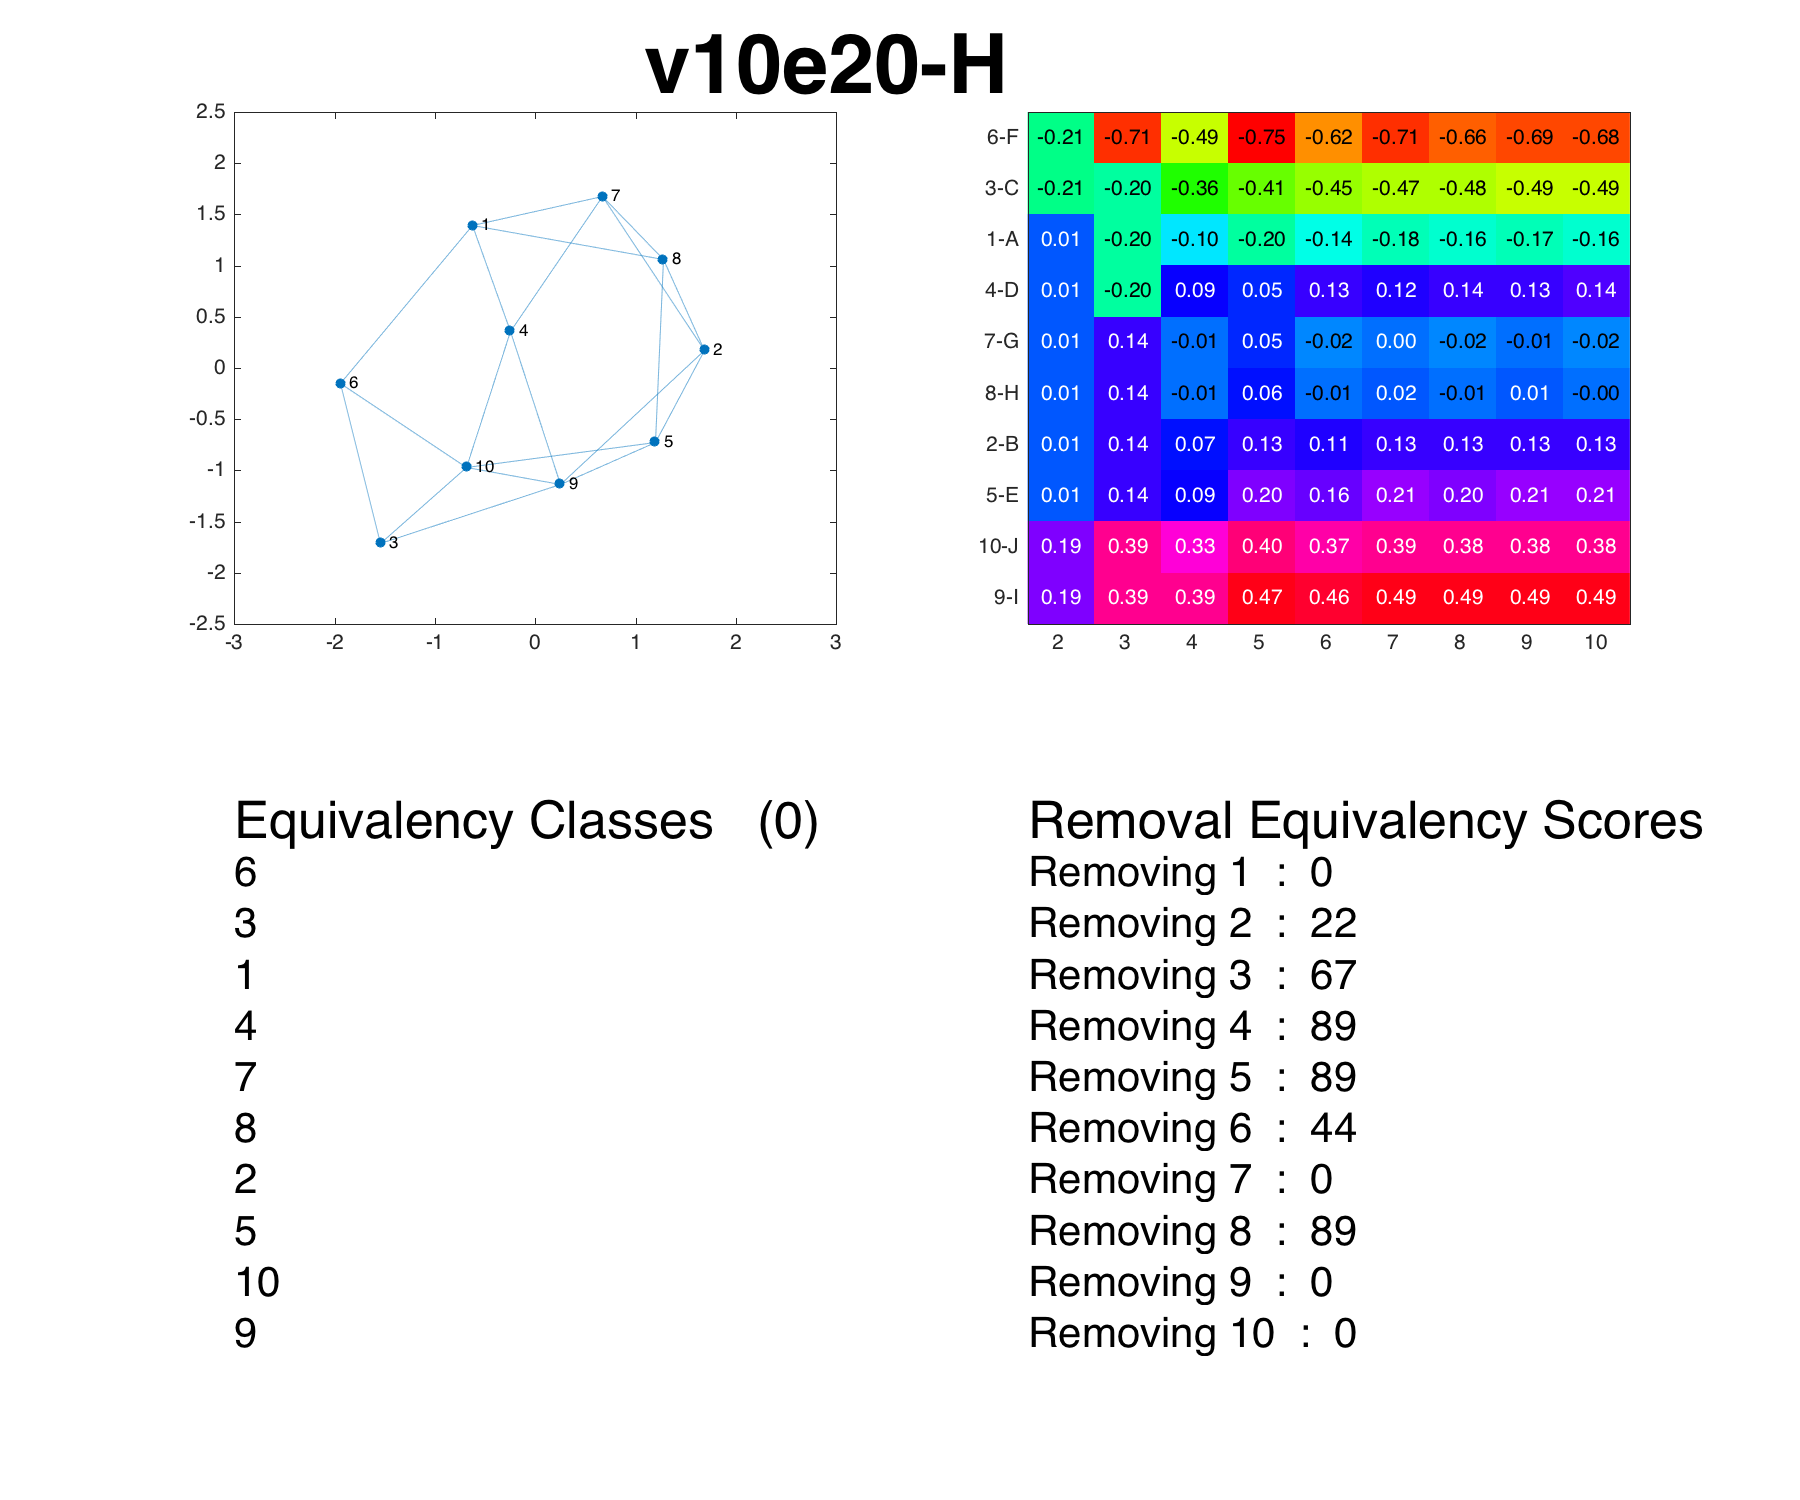 v10e20-H
2.5
2
1.5
1
0.5
0
-0.5
-1
-1.5
-2
-2.5
-3 -2 -1 0 1 2 3
7
1
8
4
2
6
5
10
9
3
6-F -0.21 -0.71 -0.49 -0.75 -0.62 -0.71 -0.66 -0.69 -0.68
3-C -0.21 -0.20 -0.36 -0.41 -0.45 -0.47 -0.48 -0.49 -0.49
1-A 0.01 -0.20 -0.10 -0.20 -0.14 -0.18 -0.16 -0.17 -0.16
4-D 0.01 -0.20 0.09 0.05 0.13 0.12 0.14 0.13 0.14
7-G 0.01 0.14 -0.01 0.05 -0.02 0.00 -0.02 -0.01 -0.02
8-H 0.01 0.14 -0.01 0.06 -0.01 0.02 -0.01 0.01 -0.00
2-B 0.01 0.14 0.07 0.13 0.11 0.13 0.13 0.13 0.13
5-E 0.01 0.14 0.09 0.20 0.16 0.21 0.20 0.21 0.21
10-J 0.19 0.39 0.33 0.40 0.37 0.39 0.38 0.38 0.38
9-I 0.19 0.39 0.39 0.47 0.46 0.49 0.49 0.49 0.49
2 3 4 5 6 7 8 9 10
Equivalency Classes (0)
6
3
1
4
7
8
2
5
10
9
Removal Equivalency Scores
Removing 1 : 0
Removing 2 : 22
Removing 3 : 67
Removing 4 : 89
Removing 5 : 89
Removing 6 : 44
Removing 7 : 0
Removing 8 : 89
Removing 9 : 0
Removing 10 : 0